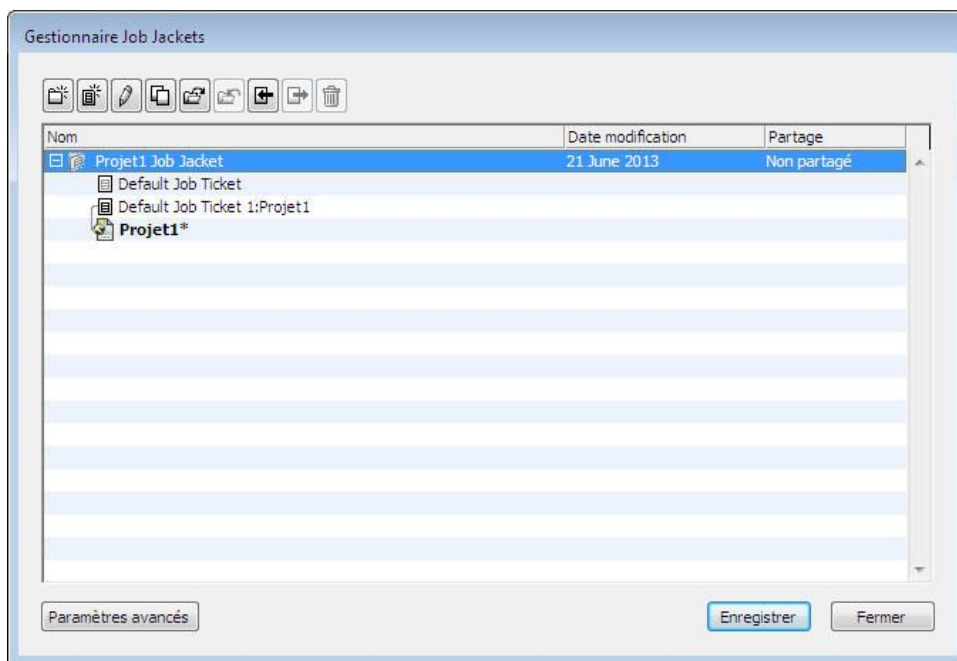 Gestionnaire Job Jackets
Nom Date modification Partage
Projet1 Job Jacket 21 June 2013 Non partagé
Default Job Ticket
Default Job Ticket 1:Projet1
Projet1*
Paramètres avancés Enregistrer Fermer